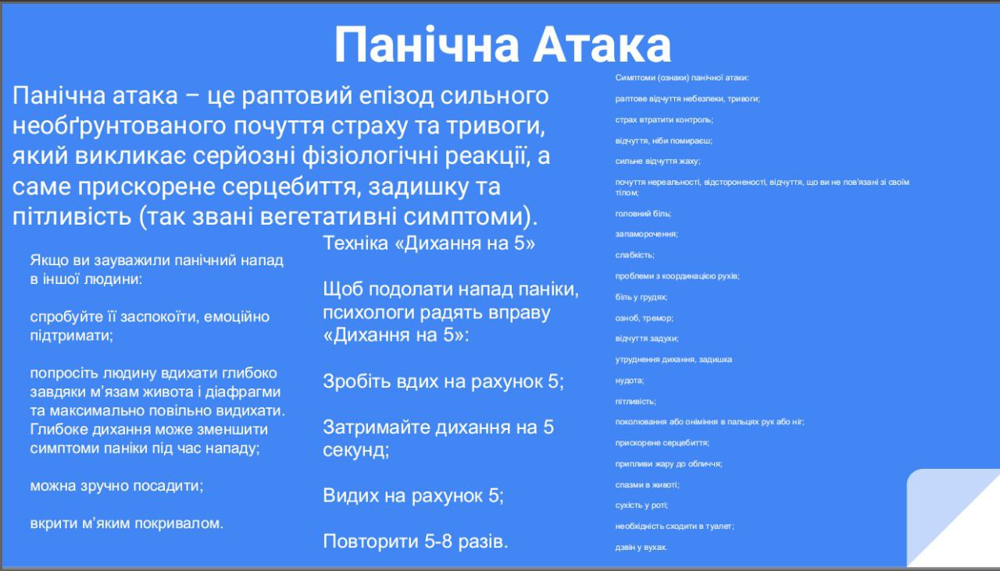 Панічна Атака
Панічна атака – це раптовий епізод сильного
необґрунтованого почуття страху та тривоги,
який викликає серйозні фізіологічні реакції, а
саме прискорене серцебиття, задишку та
пітливість (так звані вегетативні симптоми).
Якщо ви зауважили панічний напад
в іншої людини:
спробуйте її заспокоїти, емоційно
підтримати;
попросіть людину вдихати глибоко
завдяки м’язам живота і діафрагми
та максимально повільно видихати.
Глибоке дихання може зменшити
симптоми паніки під час нападу;
можна зручно посадити;
вкрити м’яким покривалом.
Техніка «Дихання на 5»
Щоб подолати напад паніки,
психологи радять вправу
«Дихання на 5»:
Зробіть вдих на рахунок 5;
Затримайте дихання на 5
секунд;
Видих на рахунок 5;
Повторити 5-8 разів.
Симптоми (ознаки) панічної атаки:
раптове відчуття небезпеки, тривоги;
страх втратити контроль;
відчуття, ніби помираєш;
сильне відчуття жаху;
почуття нереальності, відстороненості, відчуття, що ви не пов’язані зі своїм
тілом;
головний біль;
запаморочення;
слабкість;
проблеми з координацією рухів;
біль у грудях;
озноб, тремор;
відчуття задухи;
утруднення дихання, задишка
нудота;
пітливість;
поколювання або оніміння в пальцях рук або ніг;
прискорене серцебиття;
припливи жару до обличчя;
спазми в животі;
сухість у роті;
необхідність сходити в туалет;
дзвін у вухах.